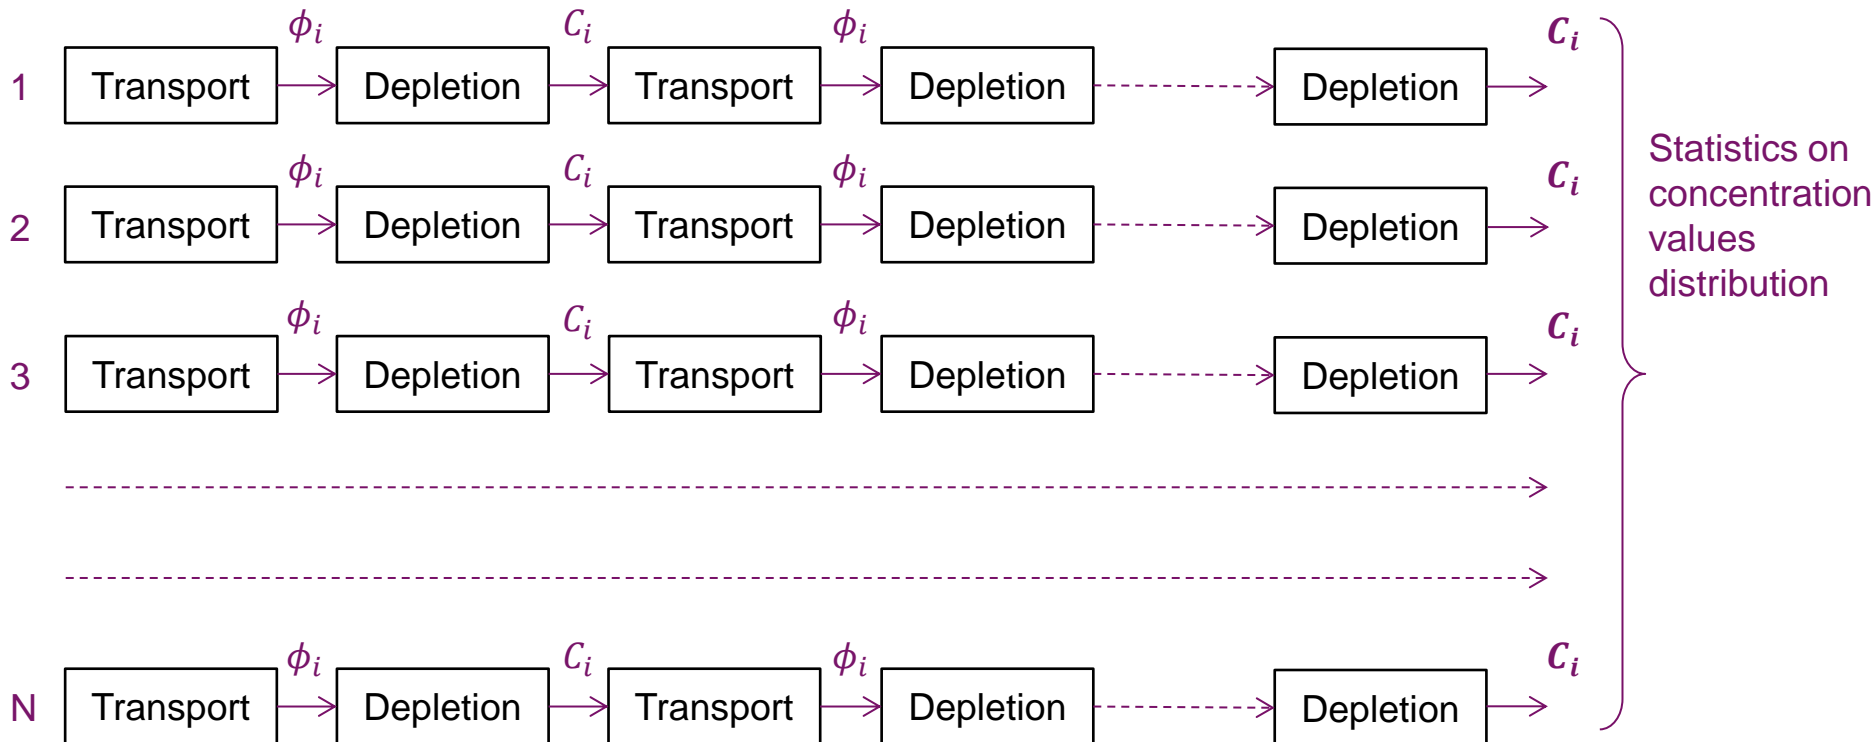 ϕᵢ Cᵢ ϕᵢ Cᵢ
1 Transport Depletion Transport Depletion Depletion
Statistics on
concentration
values
distribution
ϕᵢ Cᵢ ϕᵢ Cᵢ
2 Transport Depletion Transport Depletion Depletion
ϕᵢ Cᵢ ϕᵢ Cᵢ
3 Transport Depletion Transport Depletion Depletion
ϕᵢ Cᵢ ϕᵢ Cᵢ
N Transport Depletion Transport Depletion Depletion